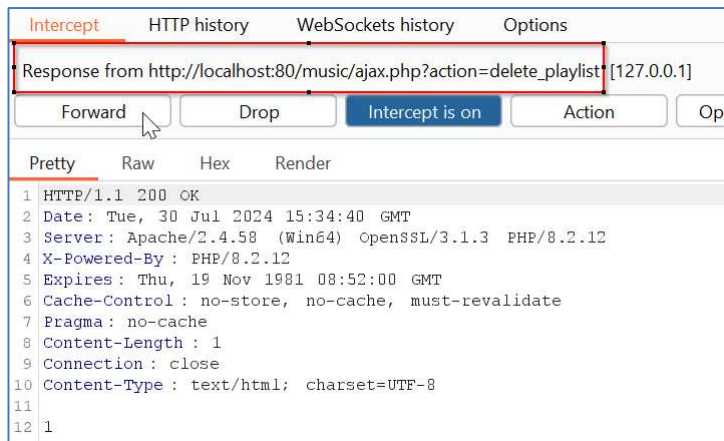 Intercept HTTP history WebSockets history Options
Response from http://localhost:80/music/ajax.php?action=delete_playlist [127.0.0.1]
Forward Drop Intercept is on Action Op
Pretty Raw Hex Render
1 HTTP/1.1 200 OK
2 Date: Tue, 30 Jul 2024 15:34:40 GMT
3 Server: Apache/2.4.58 (Win64) OpenSSL/3.1.3 PHP/8.2.12
4 X-Powered-By: PHP/8.2.12
5 Expires: Thu, 19 Nov 1981 08:52:00 GMT
6 Cache-Control: no-store, no-cache, must-revalidate
7 Pragma: no-cache
8 Content-Length: 1
9 Connection: close
10 Content-Type: text/html; charset=UTF-8
11
12 1